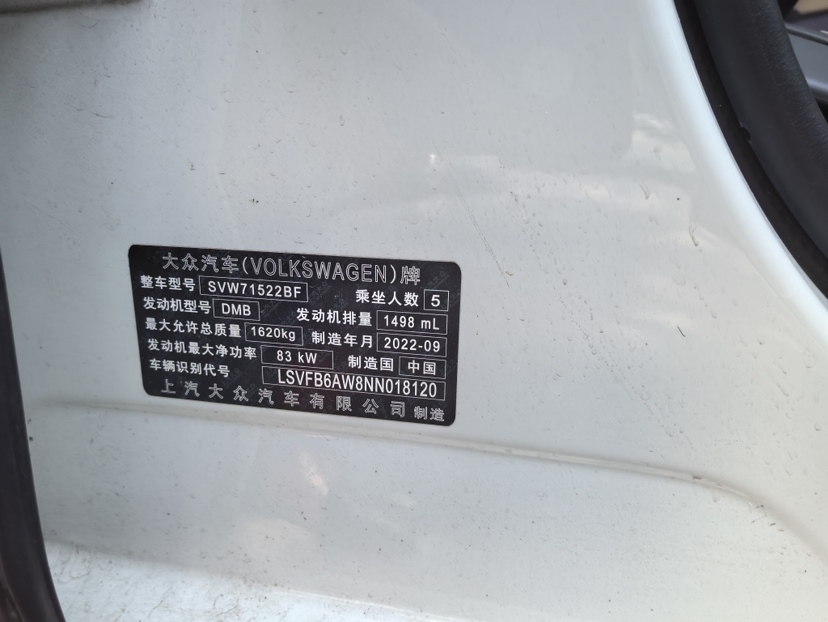 大众汽车(VOLKSWAGEN)牌
整车型号 SVW71522BF 乘坐人数 5
发动机型号 DMB 发动机排量 1498 mL
最大允许总质量 1620kg 制造年月 2022-09
发动机最大净功率 83 kW 制造国 中国
车辆识别代号 LSVFB6AW8NN018120
上汽大众汽车有限公司 制造